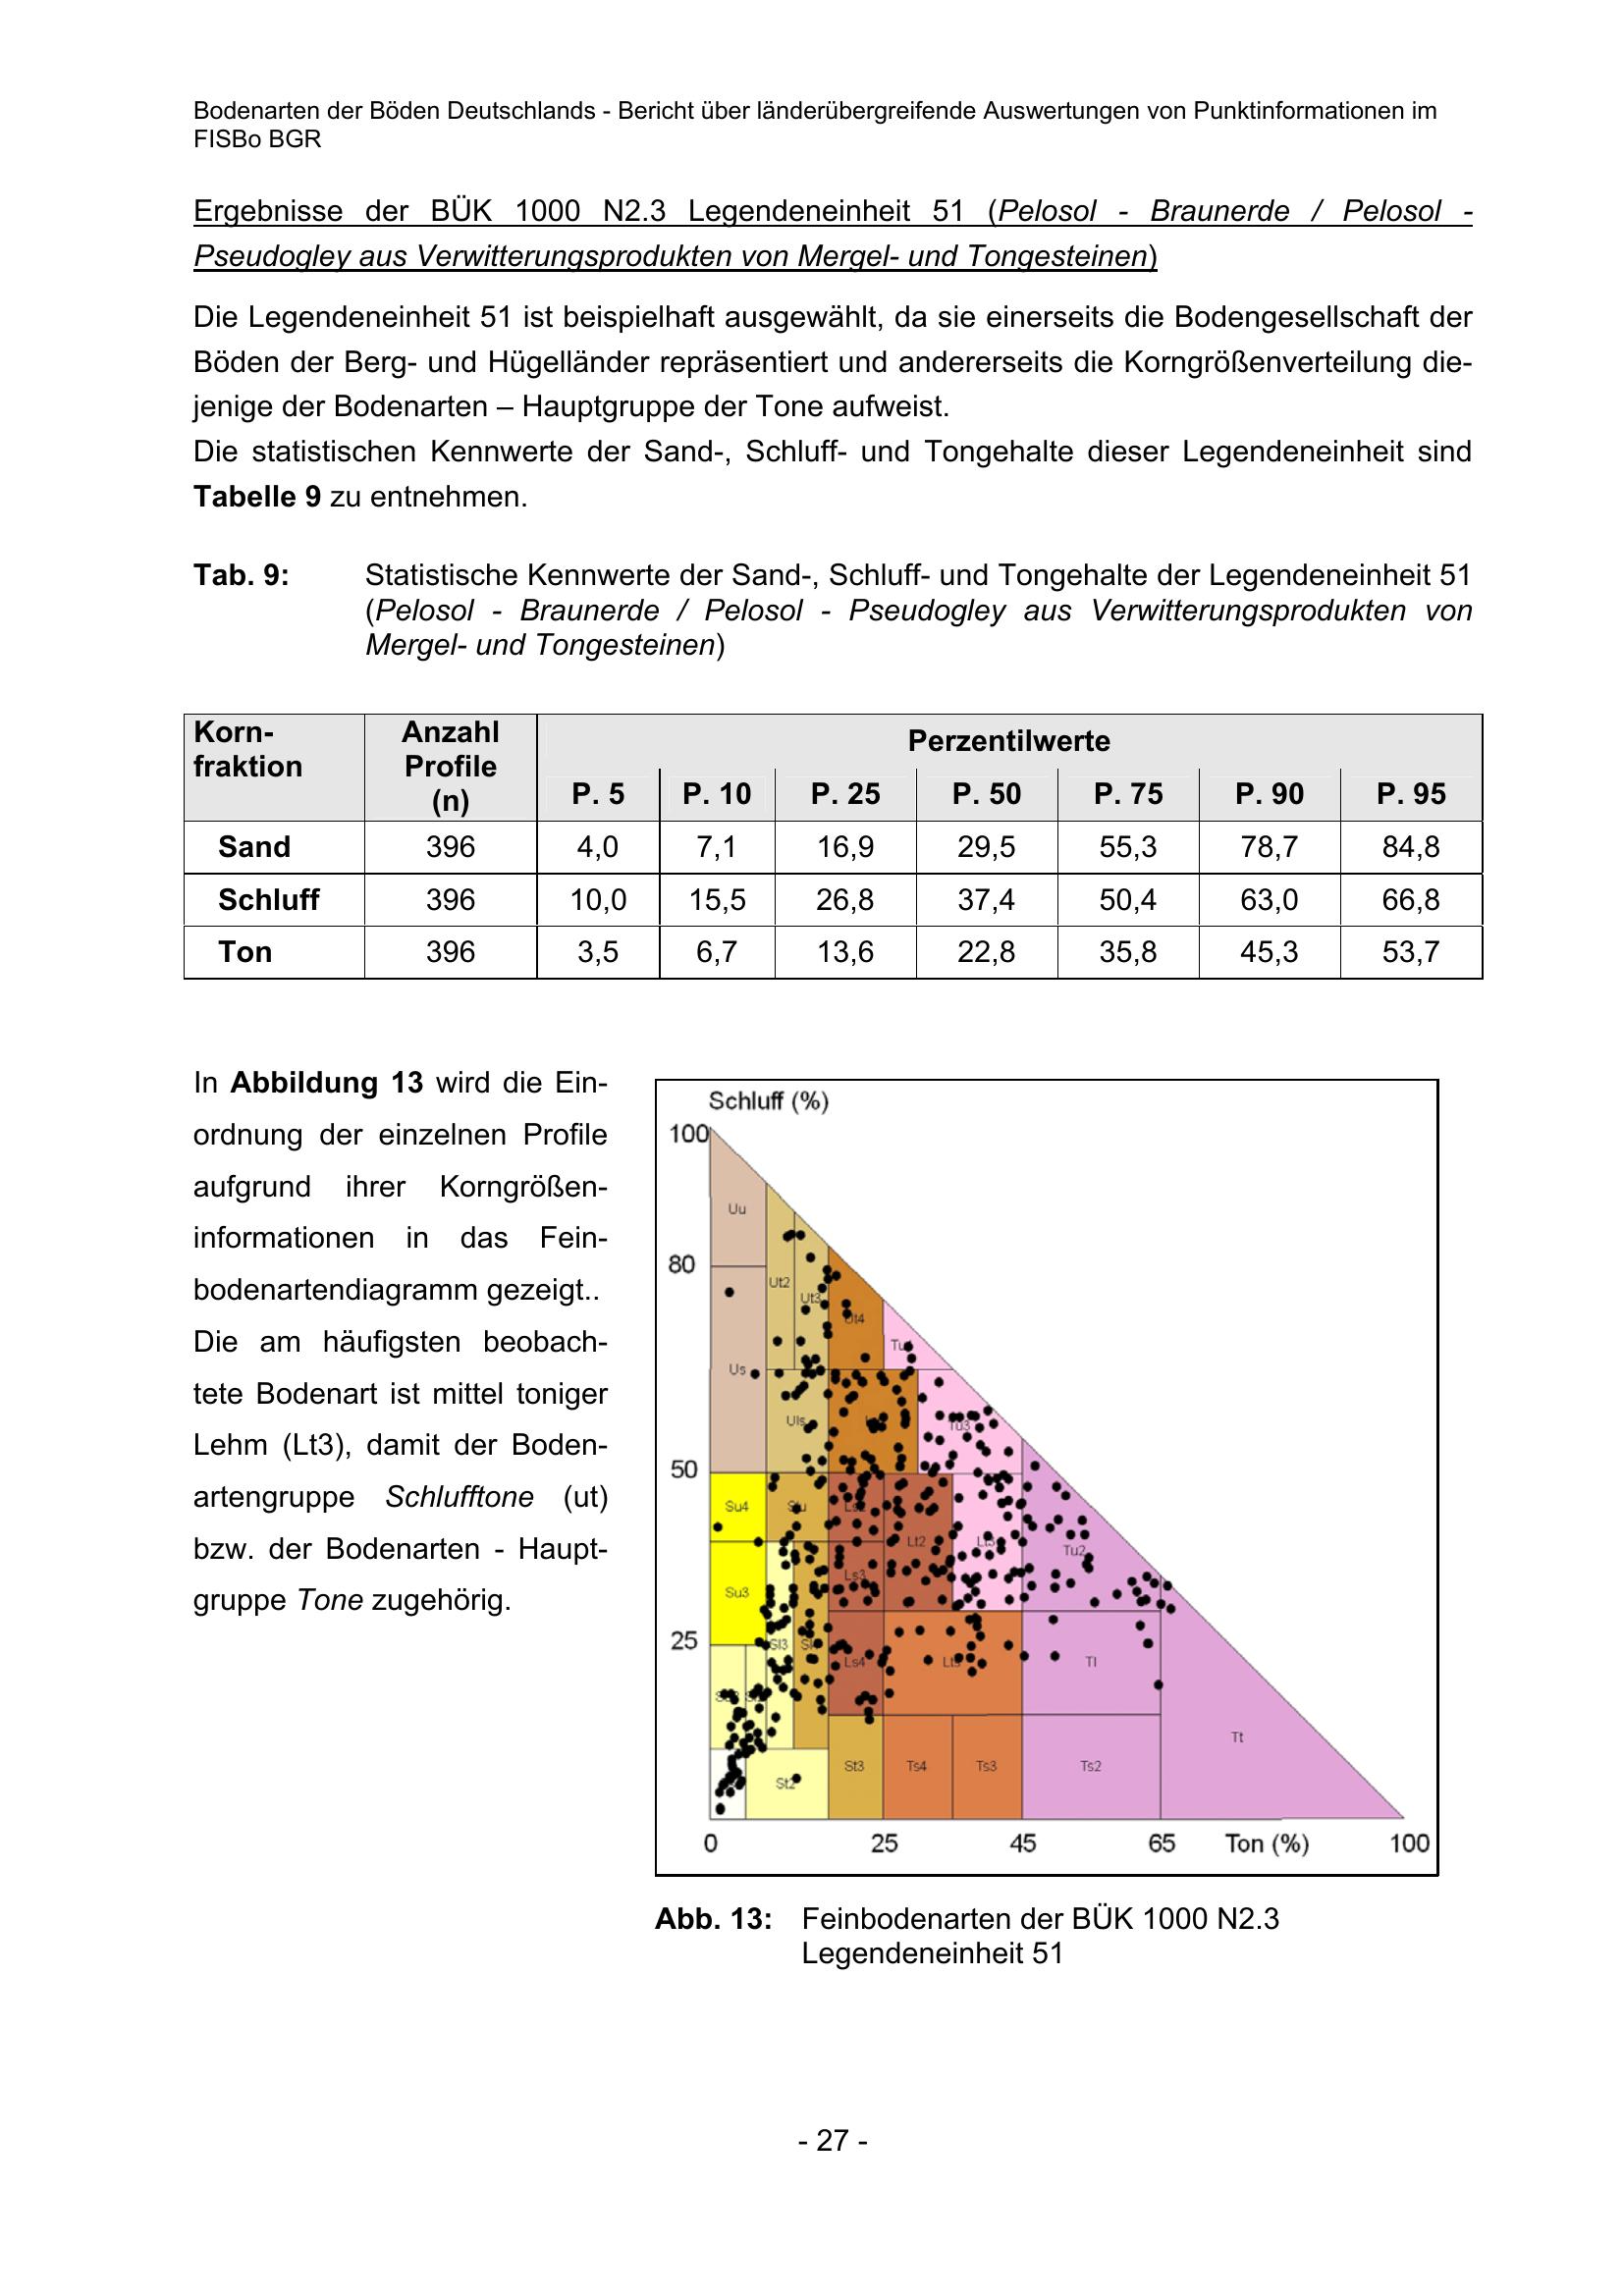 Bodenarten der Böden Deutschlands - Bericht über länderübergreifende Auswertungen von Punktinformationen im
FISBo BGR
Ergebnisse der BÜK 1000 N2.3 Legendeneinheit 51 (Pelosol - Braunerde / Pelosol -
Pseudogley aus Verwitterungsprodukten von Mergel- und Tongesteinen)
Die Legendeneinheit 51 ist beispielhaft ausgewählt, da sie einerseits die Bodengesellschaft der
Böden der Berg- und Hügelländer repräsentiert und andererseits die Korngrößenverteilung die-
jenige der Bodenarten – Hauptgruppe der Tone aufweist.
Die statistischen Kennwerte der Sand-, Schluff- und Tongehalte dieser Legendeneinheit sind
Tabelle 9 zu entnehmen.
Tab. 9: Statistische Kennwerte der Sand-, Schluff- und Tongehalte der Legendeneinheit 51
(Pelosol - Braunerde / Pelosol - Pseudogley aus Verwitterungsprodukten von
Mergel- und Tongesteinen)
Korn-
fraktion
Anzahl
Profile
(n)
Perzentilwerte
P. 5 P. 10 P. 25 P. 50 P. 75 P. 90 P. 95
Sand 396 4,0 7,1 16,9 29,5 55,3 78,7 84,8
Schluff 396 10,0 15,5 26,8 37,4 50,4 63,0 66,8
Ton 396 3,5 6,7 13,6 22,8 35,8 45,3 53,7
In Abbildung 13 wird die Ein-
ordnung der einzelnen Profile
aufgrund ihrer Korngrößen-
informationen in das Fein-
bodenartendiagramm gezeigt..
Die am häufigsten beobach-
tete Bodenart ist mittel toniger
Lehm (Lt3), damit der Boden-
artengruppe Schlufftone (ut)
bzw. der Bodenarten - Haupt-
gruppe Tone zugehörig.
Schluff (%)
100
Uu
80
Ut2
Ut3
Ut4
Us
Uls
Tu3
50
Su4
Slu
Ls2
Lt2
Lt3
Tu2
Ls3
Su3
25
Sl3
Ls4
Lts
Tl
Tt
St2
St3
Ts4
Ts3
Ts2
0 25 45 65 Ton (%) 100
Abb. 13: Feinbodenarten der BÜK 1000 N2.3
Legendeneinheit 51
- 27 -